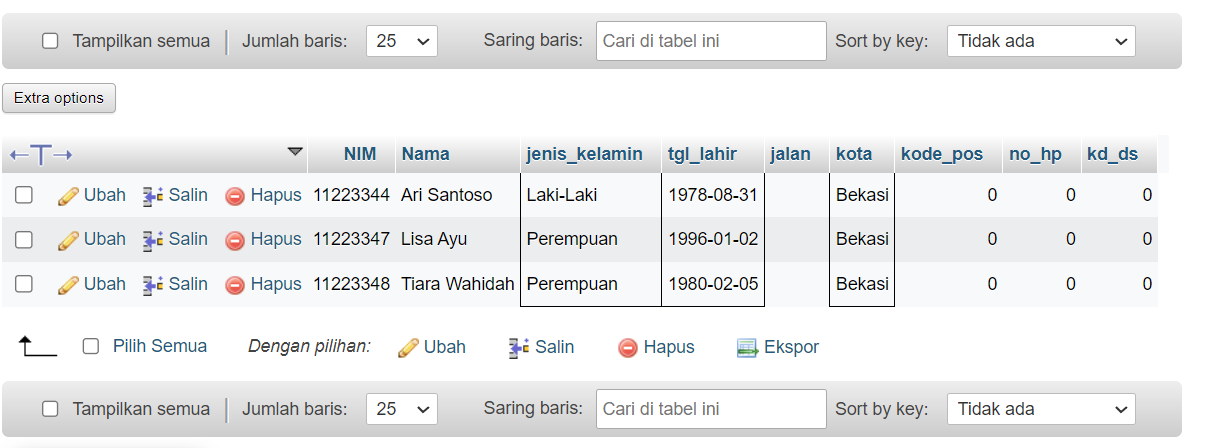 Tampilkan semua Jumlah baris: 25 Saring baris: Cari di tabel ini Sort by key: Tidak ada
Extra options
←T→ NIM Nama jenis_kelamin tgl_lahir jalan kota kode_pos no_hp kd_ds
Ubah Salin Hapus 11223344 Ari Santoso Laki-Laki 1978-08-31 Bekasi 0 0 0
Ubah Salin Hapus 11223347 Lisa Ayu Perempuan 1996-01-02 Bekasi 0 0 0
Ubah Salin Hapus 11223348 Tiara Wahidah Perempuan 1980-02-05 Bekasi 0 0 0
Pilih Semua Dengan pilihan: Ubah Salin Hapus Ekspor
Tampilkan semua Jumlah baris: 25 Saring baris: Cari di tabel ini Sort by key: Tidak ada